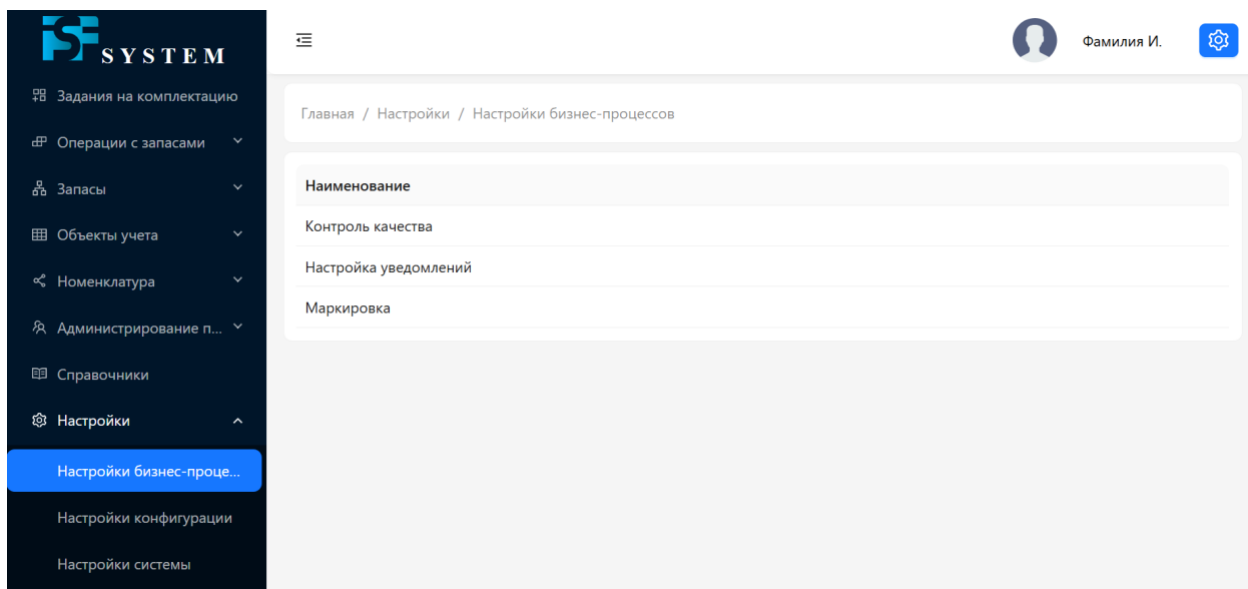 ISF SYSTEM
Фамилия И.
Задания на комплектацию
Операции с запасами
Запасы
Объекты учета
Номенклатура
Администрирование п...
Справочники
Настройки
Настройки бизнес-проце...
Настройки конфигурации
Настройки системы
Главная / Настройки / Настройки бизнес-процессов
Наименование
Контроль качества
Настройка уведомлений
Маркировка